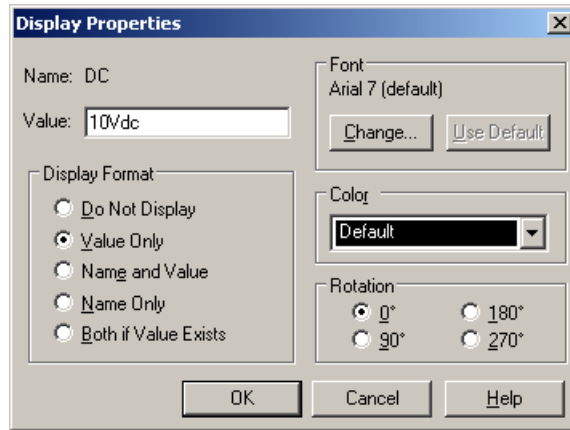 Display Properties
Name: DC
Value: 10Vdc
Display Format
Do Not Display
Value Only
Name and Value
Name Only
Both if Value Exists
Font
Arial 7 (default)
Change... Use Default
Color
Default
Rotation
0° 180°
90° 270°
OK Cancel Help